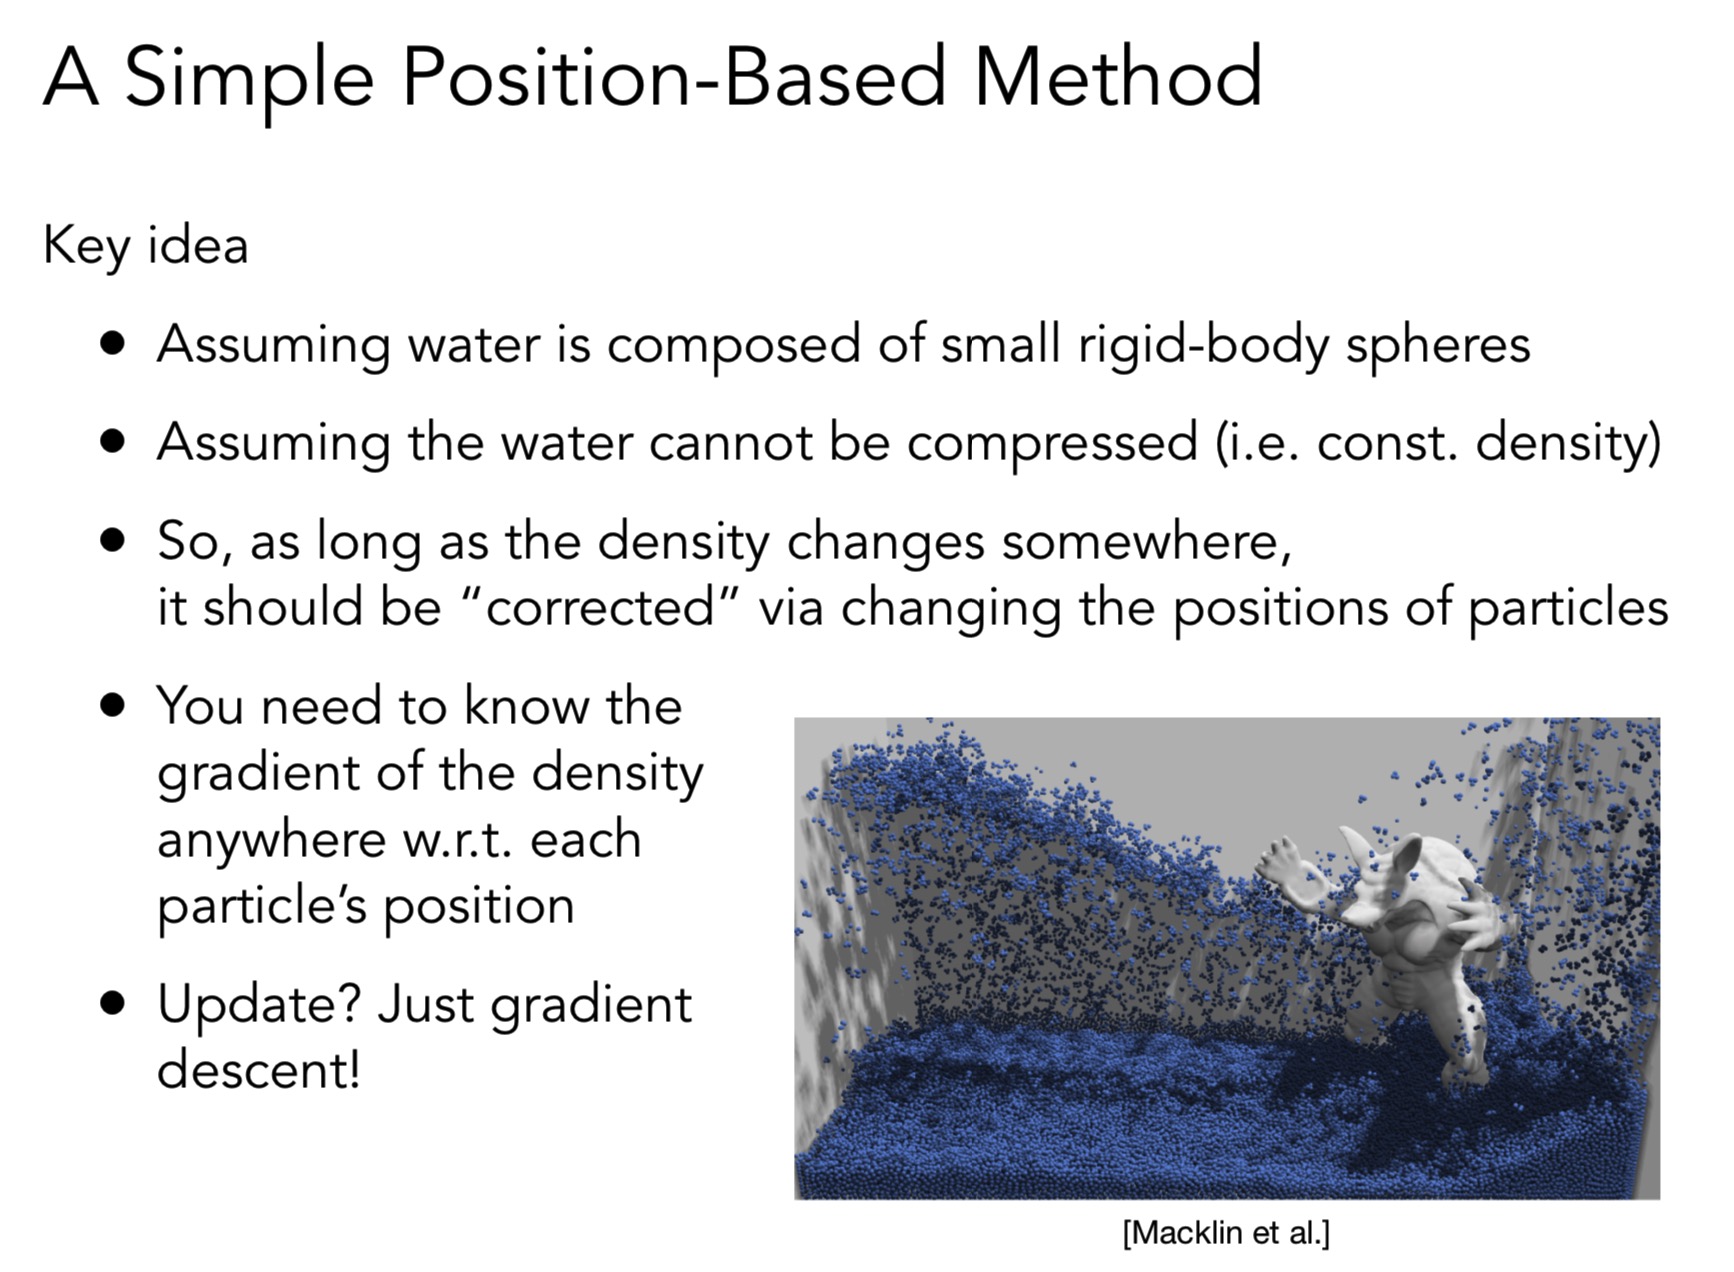 A Simple Position-Based Method
Key idea
• Assuming water is composed of small rigid-body spheres
• Assuming the water cannot be compressed (i.e. const. density)
• So, as long as the density changes somewhere,
it should be “corrected” via changing the positions of particles
• You need to know the
gradient of the density
anywhere w.r.t. each
particle’s position
• Update? Just gradient
descent!
[Macklin et al.]